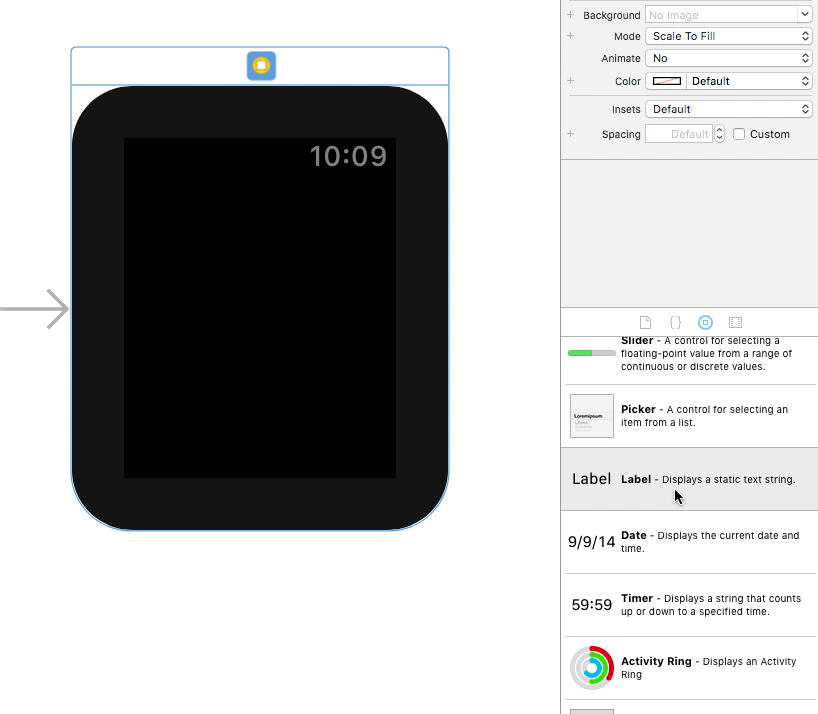 10:09
Background
No Image
Mode
Scale To Fill
Animate
No
Color
Default
Insets
Default
Spacing
Default
Custom
{}
Slider - A control for selecting a
floating-point value from a range of
continuous or discrete values.
Loremipsum
Picker - A control for selecting an
item from a list.
Label
Label - Displays a static text string.
9/9/14
Date - Displays the current date and
time.
59:59
Timer - Displays a string that counts
up or down to a specified time.
Activity Ring - Displays an Activity
Ring